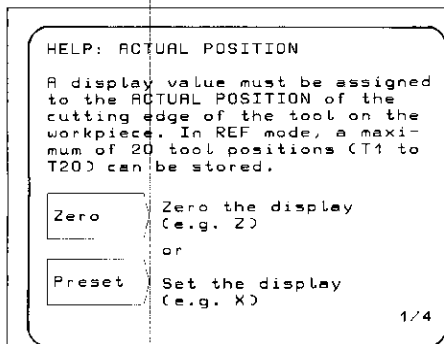 HELP: ACTUAL POSITION
A display value must be assigned
to the ACTUAL POSITION of the
cutting edge of the tool on the
workpiece. In REF mode, a maxi-
mum of 20 tool positions (T1 to
T20) can be stored.
Zero
Zero the display
(e.g. Z)
or
Preset
Set the display
(e.g. X)
1/4